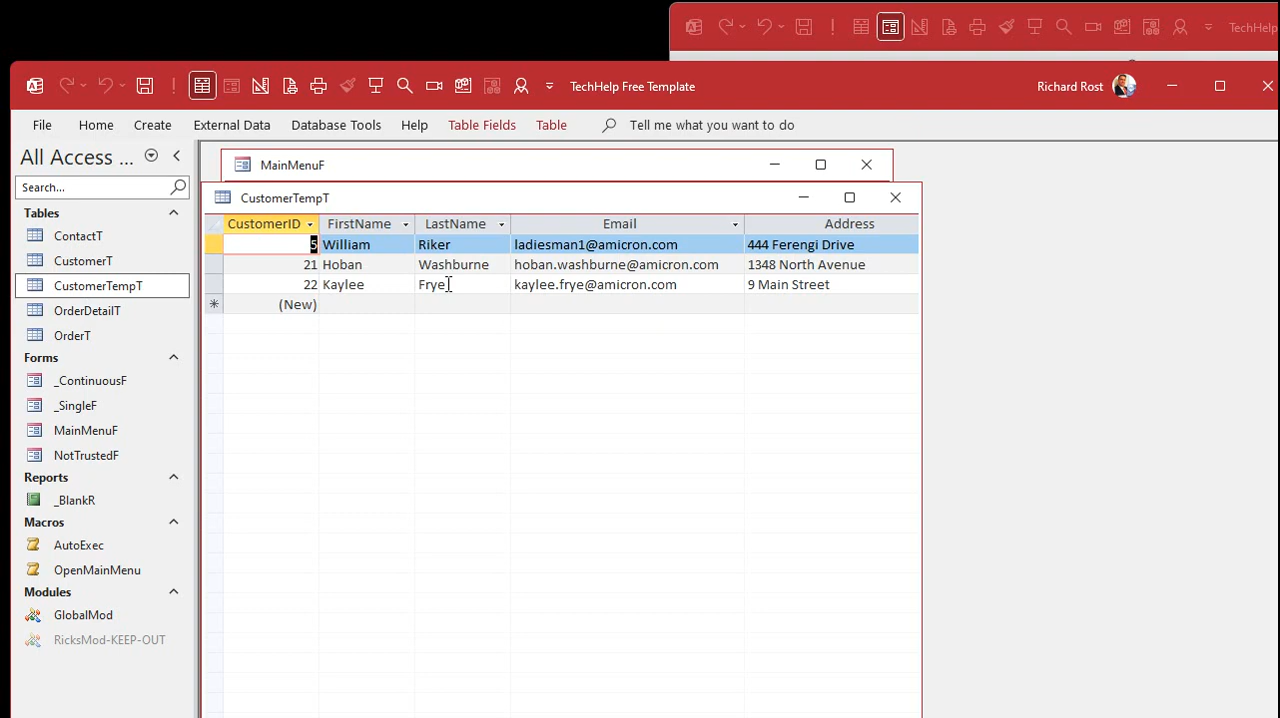 TechHelp
TechHelp Free Template
Richard Rost
File Home Create External Data Database Tools Help Table Fields Table Tell me what you want to do
All Access ...
Search...
Tables
ContactT
CustomerT
CustomerTempT
OrderDetailT
OrderT
Forms
_ContinuousF
_SingleF
MainMenuF
NotTrustedF
Reports
_BlankR
Macros
AutoExec
OpenMainMenu
Modules
GlobalMod
RicksMod-KEEP-OUT
MainMenuF
CustomerTempT
CustomerID FirstName LastName Email Address
5 William Riker ladiesman1@amicron.com 444 Ferengi Drive
21 Hoban Washburne hoban.washburne@amicron.com 1348 North Avenue
22 Kaylee Frye kaylee.frye@amicron.com 9 Main Street
* (New)